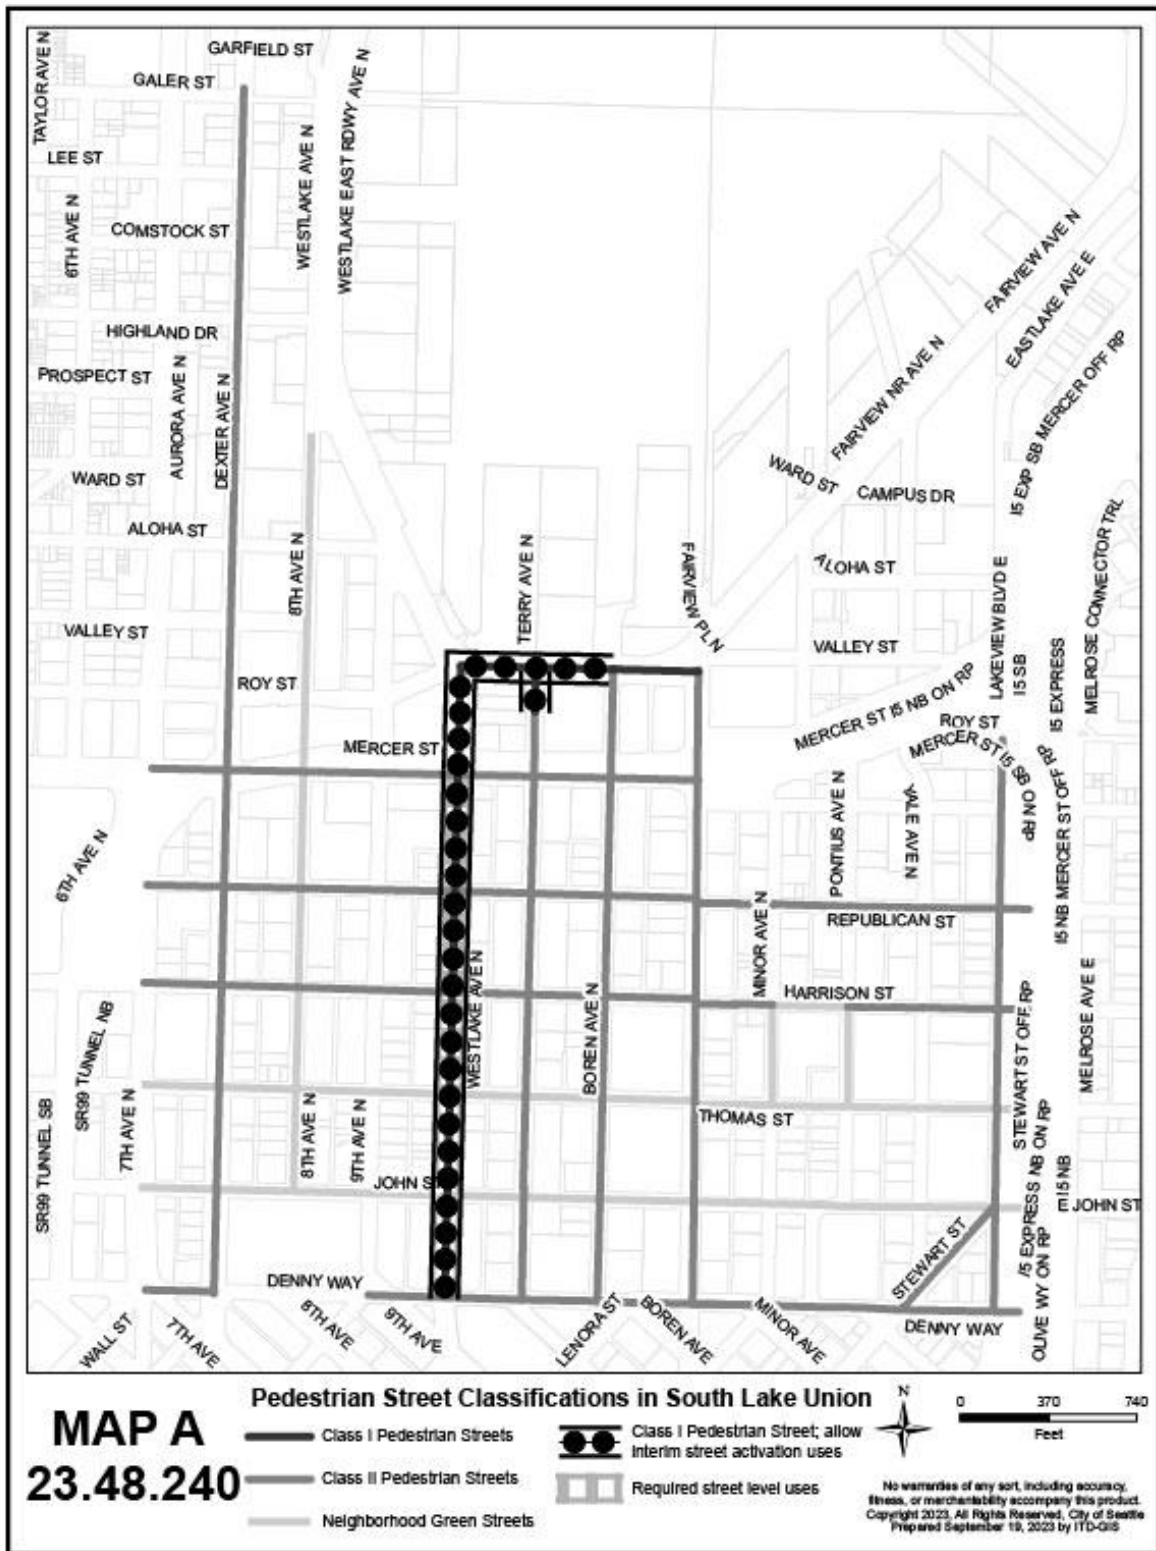 GARFIELD ST
GALER ST
TAYLOR AVE N
LEE ST
6TH AVE N
COMSTOCK ST
WESTLAKE AVE N
WESTLAKE EAST RDWY AVE N
HIGHLAND DR
PROSPECT ST
AURORA AVE N
DEXTER AVE N
WARD ST
ALOHA ST
8TH AVE N
VALLEY ST
ROY ST
TERRY AVE N
FAIRVIEW PL N
FAIRVIEW AVE N
EASTLAKE AVE E
FAIRVIEW NR AVE N
I5 EXP SB MERCER OFF RP
WARD ST
CAMPUS DR
ALOHA ST
LAKEVIEW BLVD E
MELROSE CONNECTOR TRL
VALLEY ST
I5 SB
I5 EXPRESS
MERCER ST I5 NB ON RP
ROY ST
MERCER ST I5 SB ON RP
MERCER ST
6TH AVE N
PONTIUS AVE N
YALE AVE N
I5 NB MERCER ST OFF RP
REPUBLICAN ST
MINOR AVE N
HARRISON ST
WESTLAKE AVE N
BOREN AVE N
STEWART ST OFF RP
MELROSE AVE E
SR99 TUNNEL NB
SR99 TUNNEL SB
7TH AVE N
8TH AVE N
9TH AVE N
THOMAS ST
JOHN ST
I5 EXPRESS NB ON RP
E JOHN ST
I5 NB
STEWART ST
DENNY WAY
WALL ST
7TH AVE
8TH AVE
9TH AVE
LENORA ST
BOREN AVE
MINOR AVE
DENNY WAY
OLIVE WY ON RP
Pedestrian Street Classifications in South Lake Union
MAP A
23.48.240
Class I Pedestrian Streets
Class II Pedestrian Streets
Neighborhood Green Streets
Class I Pedestrian Street; allow
interim street activation uses
Required street level uses
N
0 370 740
Feet
No warranties of any sort, including accuracy,
fitness, or merchantability accompany this product.
Copyright 2023, All Rights Reserved, City of Seattle
Prepared September 19, 2023 by ITD-GIS